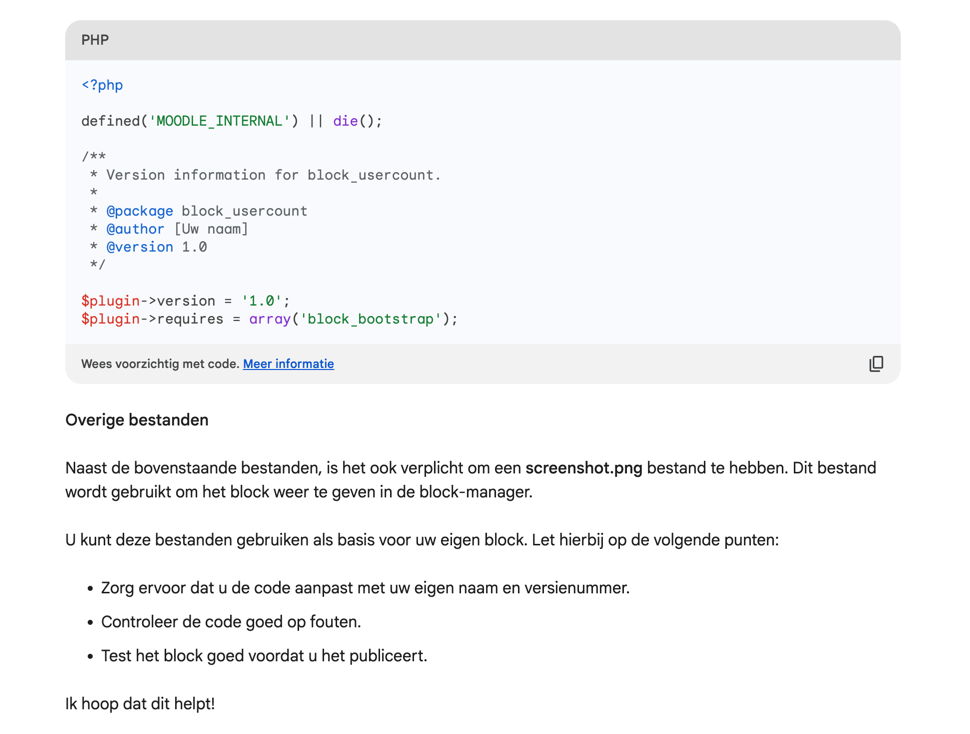 PHP
<?php
defined('MOODLE_INTERNAL') || die();
/**
 * Version information for block_usercount.
 *
 * @package block_usercount
 * @author [Uw naam]
 * @version 1.0
 */
$plugin->version = '1.0';
$plugin->requires = array('block_bootstrap');
Wees voorzichtig met code. Meer informatie
Overige bestanden
Naast de bovenstaande bestanden, is het ook verplicht om een screenshot.png bestand te hebben. Dit bestand
wordt gebruikt om het block weer te geven in de block-manager.
U kunt deze bestanden gebruiken als basis voor uw eigen block. Let hierbij op de volgende punten:
• Zorg ervoor dat u de code aanpast met uw eigen naam en versienummer.
• Controleer de code goed op fouten.
• Test het block goed voordat u het publiceert.
Ik hoop dat dit helpt!